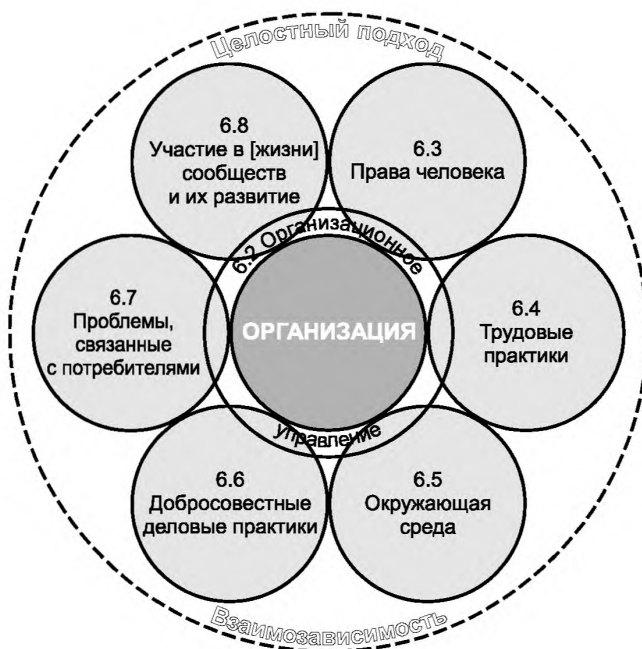 Целостный подход
6.8
Участие в [жизни]
сообществ
и их развитие
6.3
Права человека
6.2 Организационное
6.7
Проблемы,
связанные
с потребителями
ОРГАНИЗАЦИЯ
6.4
Трудовые
практики
управление
6.6
Добросовестные
деловые практики
6.5
Окружающая
среда
Взаимозависимость